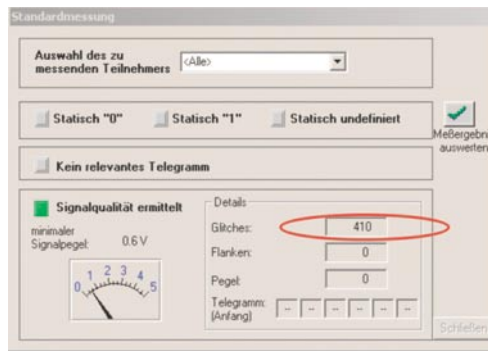 Standardmessung
Auswahl des zu
messenden Teilnehmers
<Alle>
Statisch "0"
Statisch "1"
Statisch undefiniert
Meßergebn
auswerten
Kein relevantes Telegramm
Signalqualität ermittelt
minimaler
Signalpegel: 0.6 V
0 1 2 3 4 5
Details
Glitches: 410
Flanken: 0
Pegel: 0
Telegramm: -- -- -- -- -- --
(Anfang)
Schließen